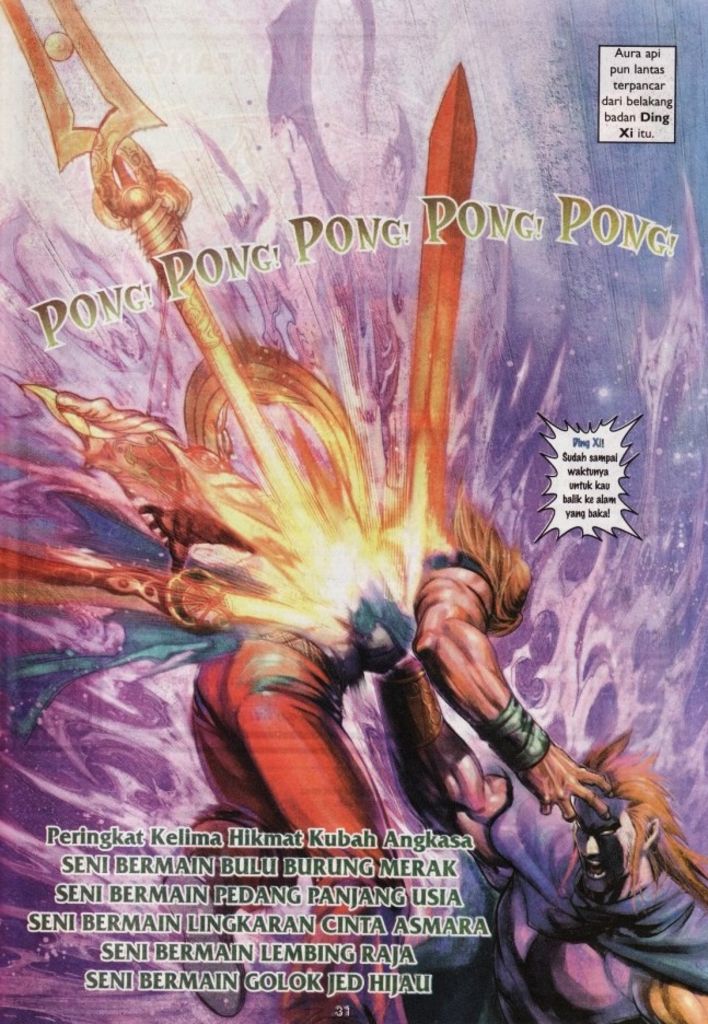 Aura api
pun lantas
terpancar
dari belakang
badan Ding
Xi itu.
PONG! PONG! PONG! PONG! PONG!
Ding Xi!
Sudah sampai
waktunya
untuk kau
balik ke alam
yang baka!
Peringkat Kelima Hikmat Kubah Angkasa
SENI BERMAIN BULU BURUNG MERAK
SENI BERMAIN PEDANG PANJANG USIA
SENI BERMAIN LINGKARAN CINTA ASMARA
SENI BERMAIN LEMBING RAJA
SENI BERMAIN GOLOK JED HIJAU
31